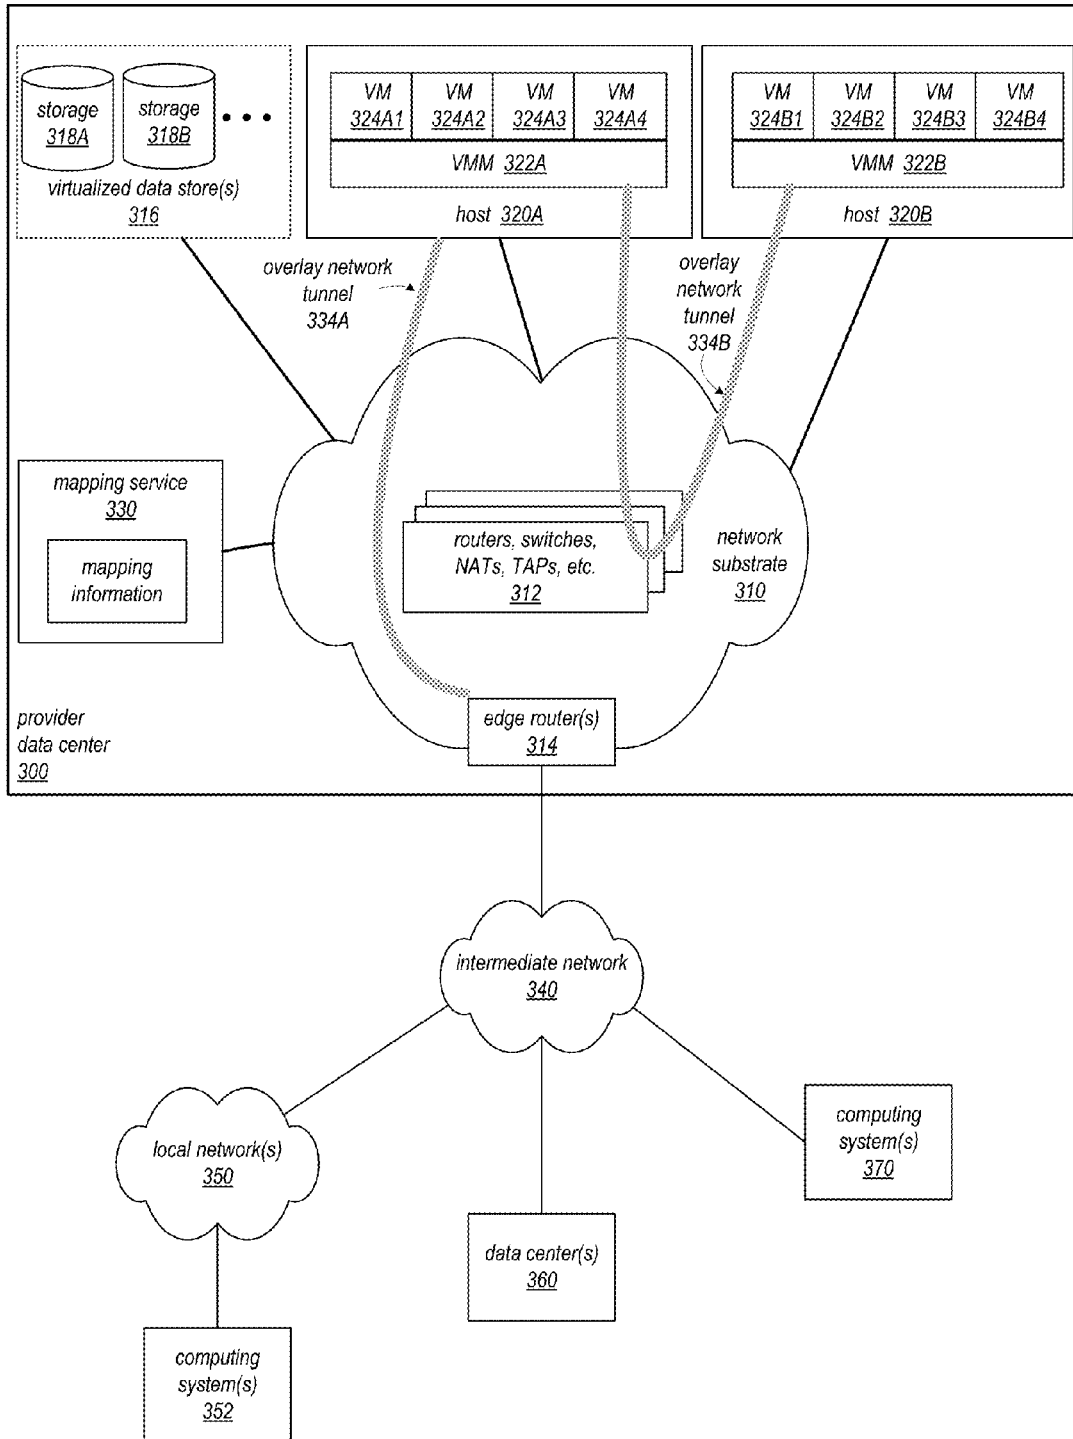 storage
318A
storage
318B
virtualized data store(s)
316
VM
324A1
VM
324A2
VM
324A3
VM
324A4
VMM 322A
host 320A
VM
324B1
VM
324B2
VM
324B3
VM
324B4
VMM 322B
host 320B
overlay network
tunnel
334A
overlay
network
tunnel
334B
mapping service
330
mapping
information
routers, switches,
NATs, TAPs, etc.
312
network
substrate
310
edge router(s)
314
provider
data center
300
intermediate network
340
local network(s)
350
computing
system(s)
370
data center(s)
360
computing
system(s)
352